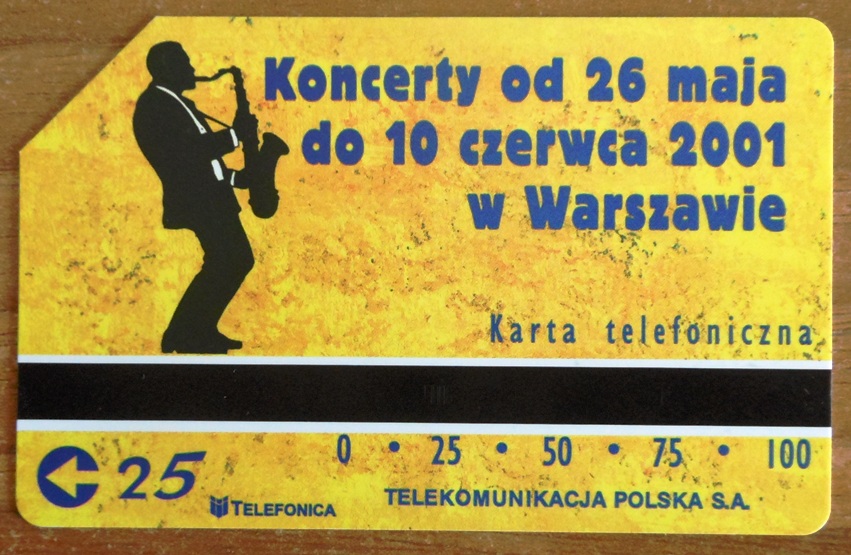 Koncerty od 26 maja
do 10 czerwca 2001
w Warszawie
Karta telefoniczna
0 • 25 • 50 • 75 • 100
25
TELEFONICA
TELEKOMUNIKACJA POLSKA S.A.